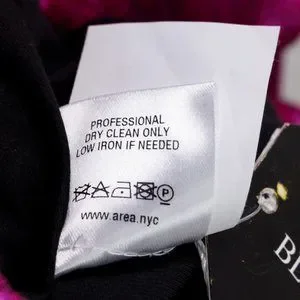 PROFESSIONAL
DRY CLEAN ONLY
LOW IRON IF NEEDED
P
www.area.nyc